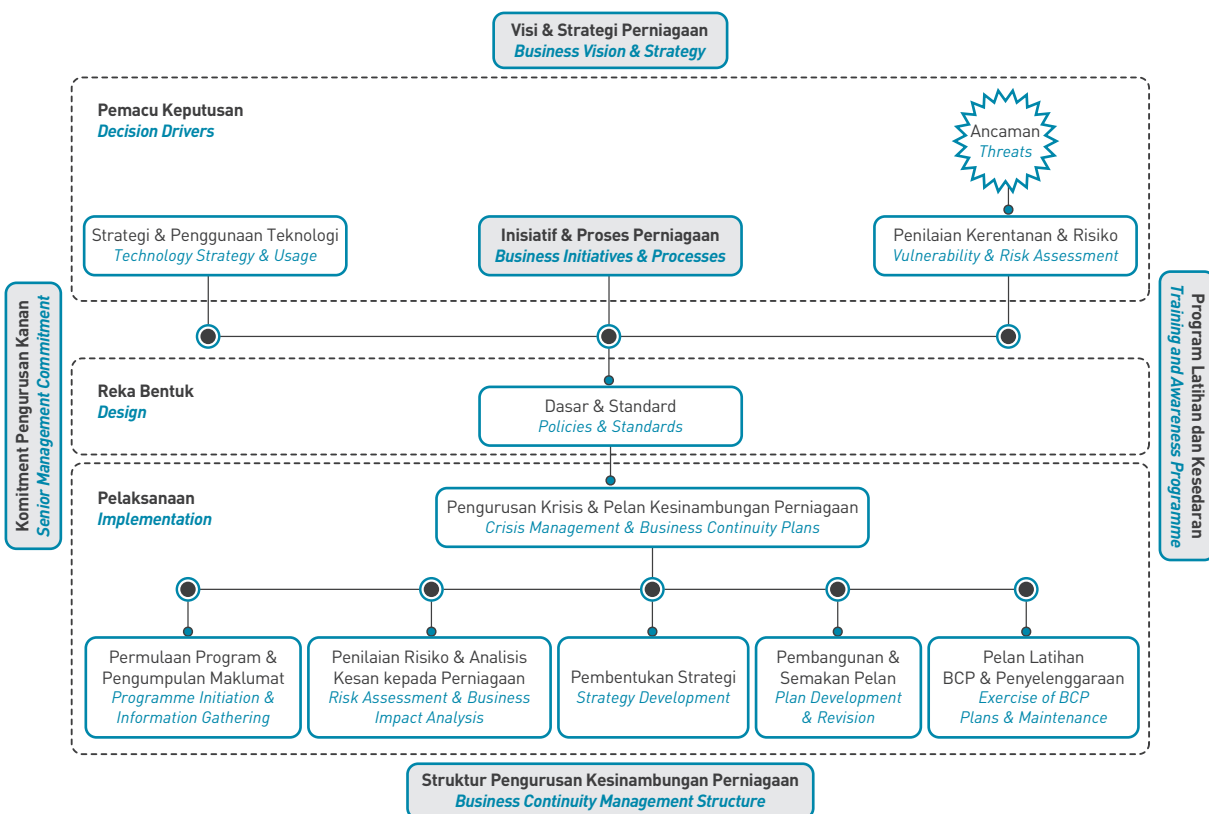 Visi & Strategi Perniagaan
Business Vision & Strategy
Pemacu Keputusan
Decision Drivers
Ancaman
Threats
Strategi & Penggunaan Teknologi
Technology Strategy & Usage
Inisiatif & Proses Perniagaan
Business Initiatives & Processes
Penilaian Kerentanan & Risiko
Vulnerability & Risk Assessment
Komitment Pengurusan Kanan
Senior Management Commitment
Program Latihan dan Kesedaran
Training and Awareness Programme
Reka Bentuk
Design
Dasar & Standard
Policies & Standards
Pelaksanaan
Implementation
Pengurusan Krisis & Pelan Kesinambungan Perniagaan
Crisis Management & Business Continuity Plans
Permulaan Program &
Pengumpulan Maklumat
Programme Initiation &
Information Gathering
Penilaian Risiko & Analisis
Kesan kepada Perniagaan
Risk Assessment & Business
Impact Analysis
Pembentukan Strategi
Strategy Development
Pembangunan &
Semakan Pelan
Plan Development
& Revision
Pelan Latihan
BCP & Penyelenggaraan
Exercise of BCP
Plans & Maintenance
Struktur Pengurusan Kesinambungan Perniagaan
Business Continuity Management Structure